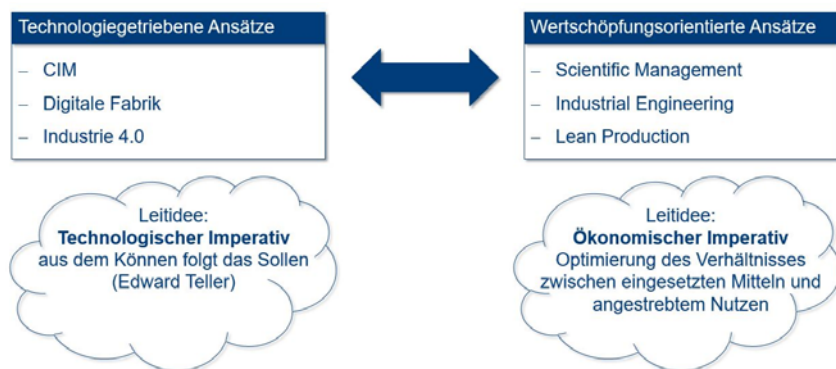 Technologiegetriebene Ansätze
– CIM
– Digitale Fabrik
– Industrie 4.0
Wertschöpfungsorientierte Ansätze
– Scientific Management
– Industrial Engineering
– Lean Production
Leitidee:
Technologischer Imperativ
aus dem Können folgt das Sollen
(Edward Teller)
Leitidee:
Ökonomischer Imperativ
Optimierung des Verhältnisses
zwischen eingesetzten Mitteln und
angestrebtem Nutzen